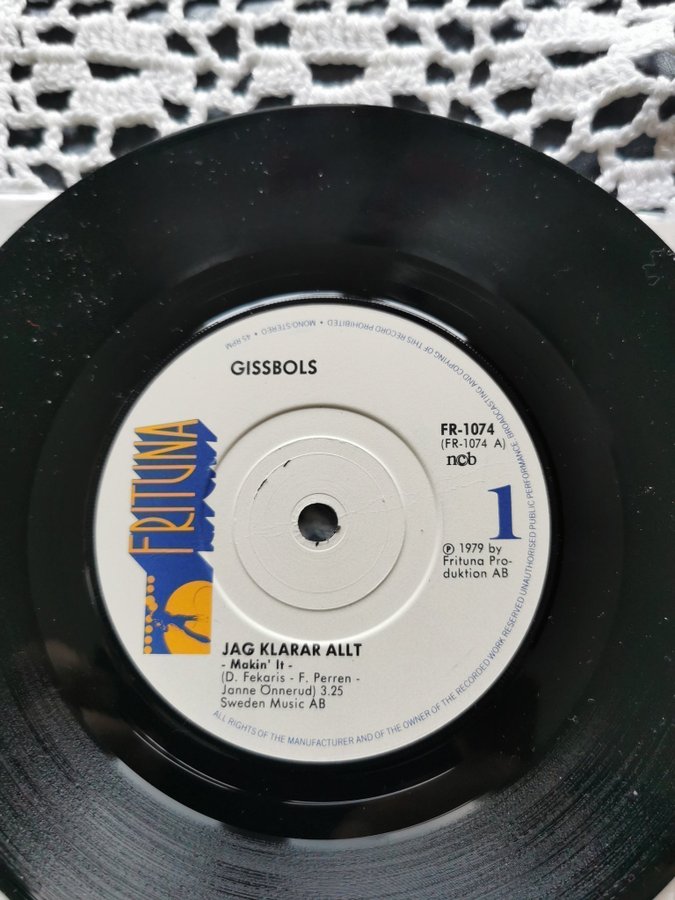 45 RPM • MONO-STEREO • UNAUTHORISED PUBLIC PERFORMANCE BROADCASTING AND COPYING OF THIS RECORD PROHIBITED
GISSBOLS
FRITUNA
FR-1074
(FR-1074 A)
ncb
1
℗ 1979 by
Frituna Pro-
duktion AB
JAG KLARAR ALLT
- Makin' It -
(D. Fekaris - F. Perren -
Janne Önnerud) 3.25
Sweden Music AB
ALL RIGHTS OF THE MANUFACTURER AND OF THE OWNER OF THE RECORDED WORK RESERVED